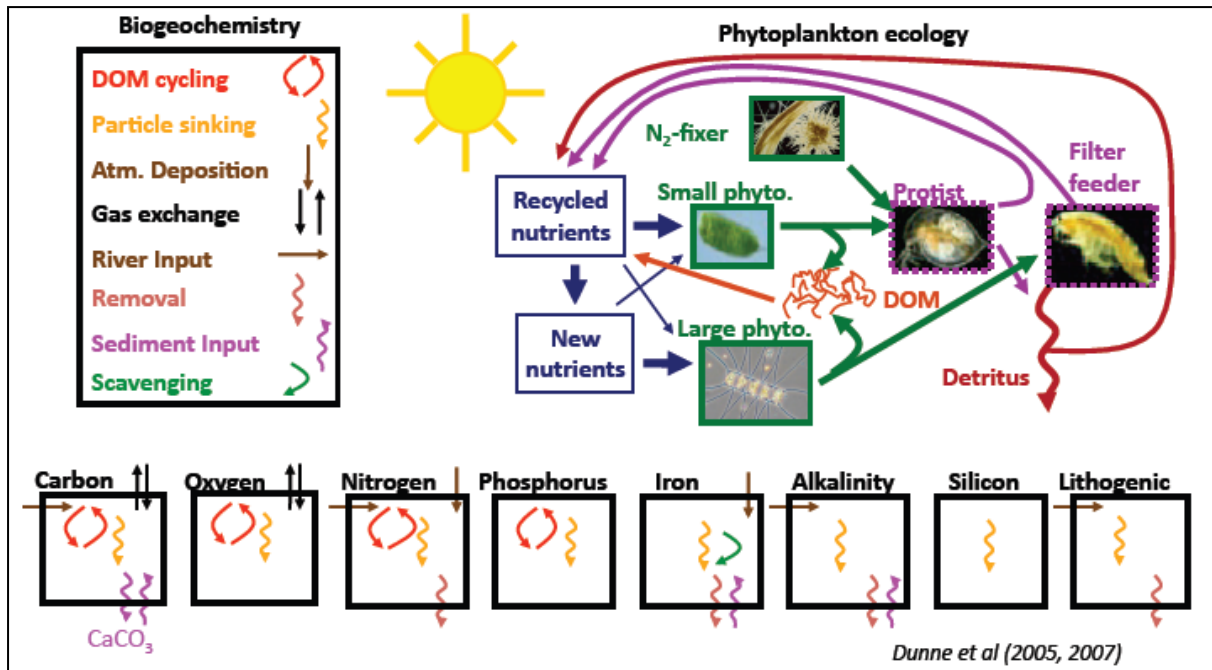 Biogeochemistry
DOM cycling
Particle sinking
Atm. Deposition
Gas exchange
River Input
Removal
Sediment Input
Scavenging
Phytoplankton ecology
N₂-fixer
Small phyto.
Protist
Filter
feeder
Recycled
nutrients
DOM
New
nutrients
Large phyto.
Detritus
Carbon
Oxygen
Nitrogen
Phosphorus
Iron
Alkalinity
Silicon
Lithogenic
CaCO₃
Dunne et al (2005, 2007)